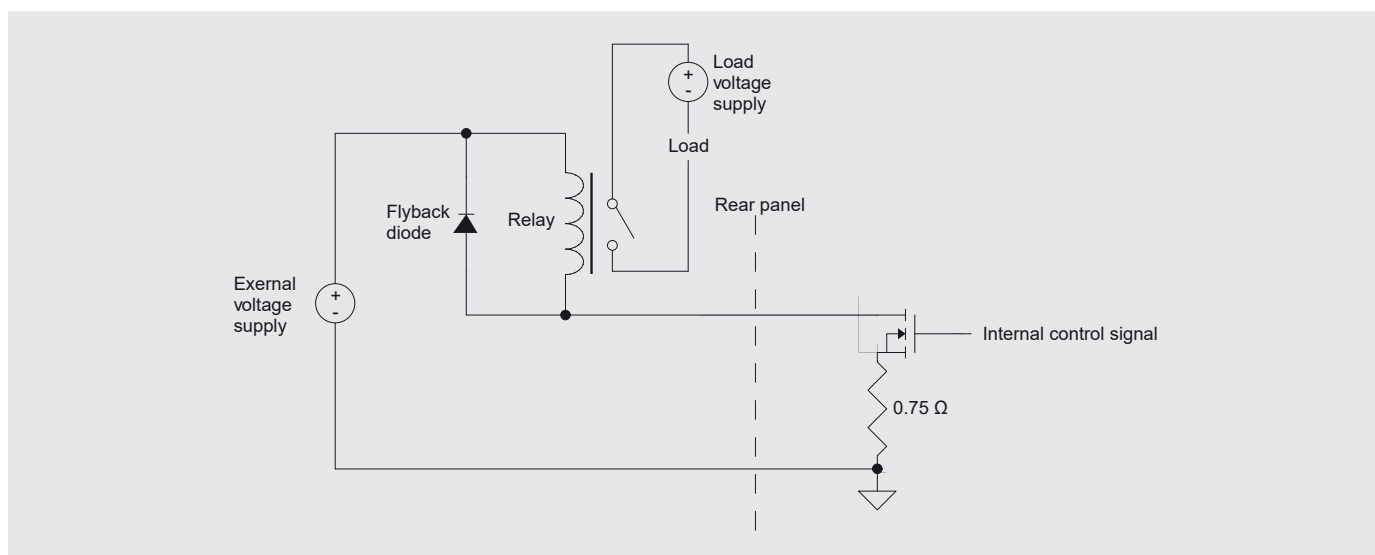 Load
voltage
supply
+
-
Load
Rear panel
Flyback
diode
Relay
Exernal
voltage
supply
+
-
Internal control signal
0.75 Ω